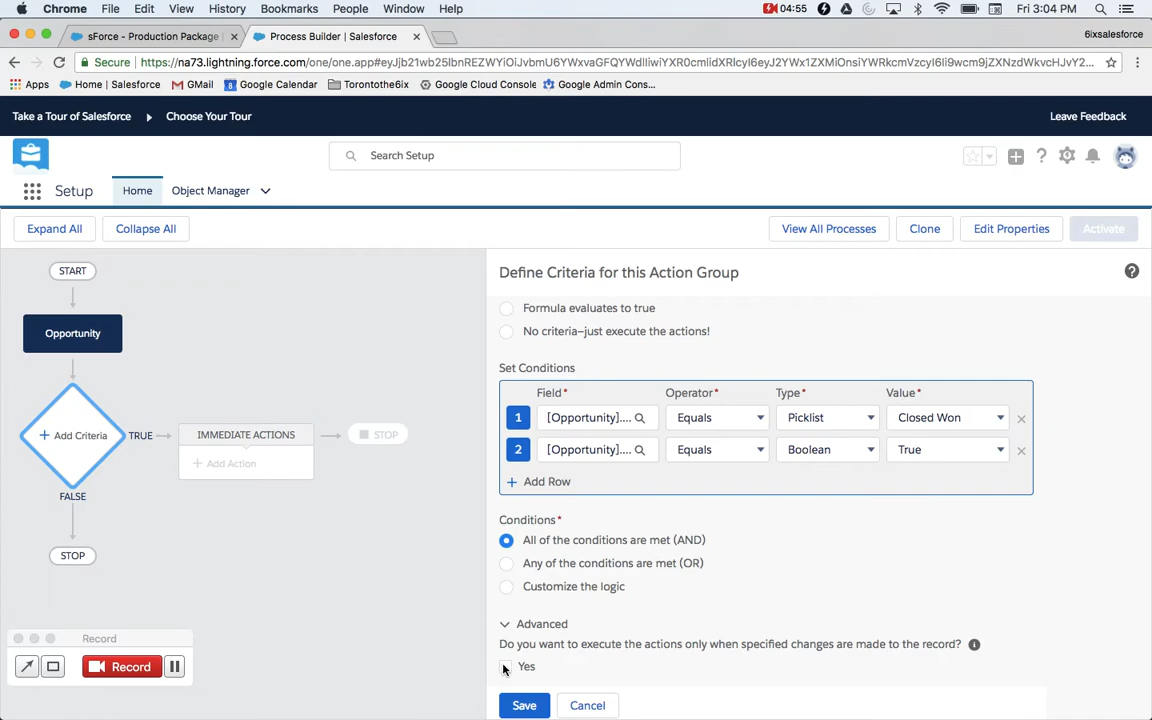 Chrome File Edit View History Bookmarks People Window Help 04:55 Fri 3:04 PM
sForce - Production Package Process Builder | Salesforce 6ixsalesforce
Secure
Apps Home | Salesforce GMail 8 Google Calendar Torontothe6ix Google Cloud Console Google Admin Cons...
Take a Tour of Salesforce Choose Your Tour Leave Feedback
Search Setup
Setup Home Object Manager
Expand All Collapse All View All Processes Clone Edit Properties Activate
START
Define Criteria for this Action Group
Formula evaluates to true
Opportunity
No criteria—just execute the actions!
Set Conditions
Field* Operator* Type* Value*
1 [Opportunity].... Equals Picklist Closed Won
+ Add Criteria TRUE IMMEDIATE ACTIONS STOP
2 [Opportunity].... Equals Boolean True
+ Add Action
+ Add Row
FALSE
Conditions*
All of the conditions are met (AND)
STOP
Any of the conditions are met (OR)
Customize the logic
Advanced
Record
Do you want to execute the actions only when specified changes are made to the record?
Record
Yes
Save Cancel